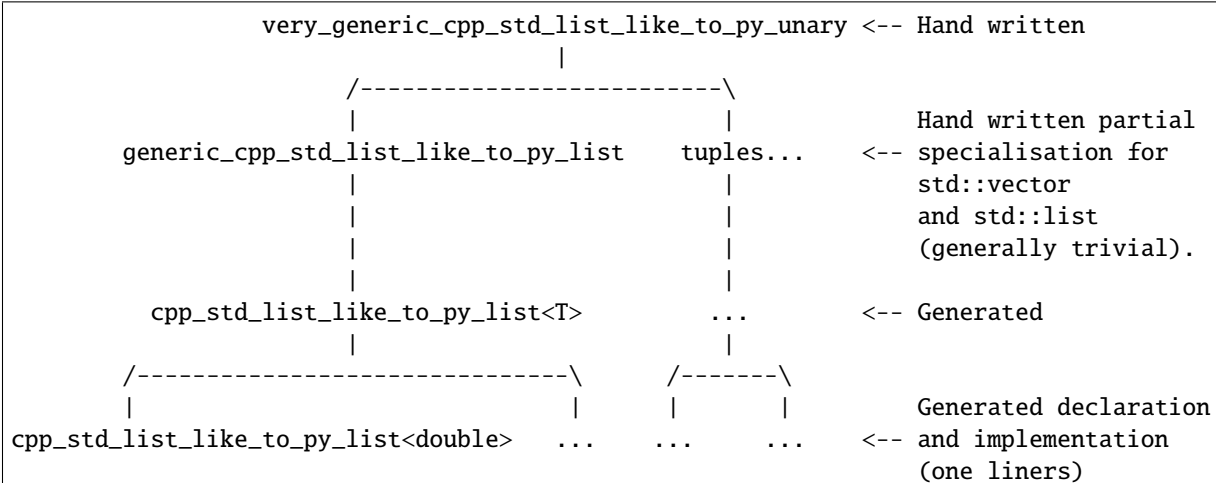 very_generic_cpp_std_list_like_to_py_unary <-- Hand written
|
/--------------------------\
| | Hand written partial
generic_cpp_std_list_like_to_py_list tuples... <-- specialisation for
| | std::vector
| | and std::list
| | (generally trivial).
| |
cpp_std_list_like_to_py_list<T> ... <-- Generated
| |
/-------------------------------\ /-------\
| | | | Generated declaration
cpp_std_list_like_to_py_list<double> ... ... ... <-- and implementation
(one liners)